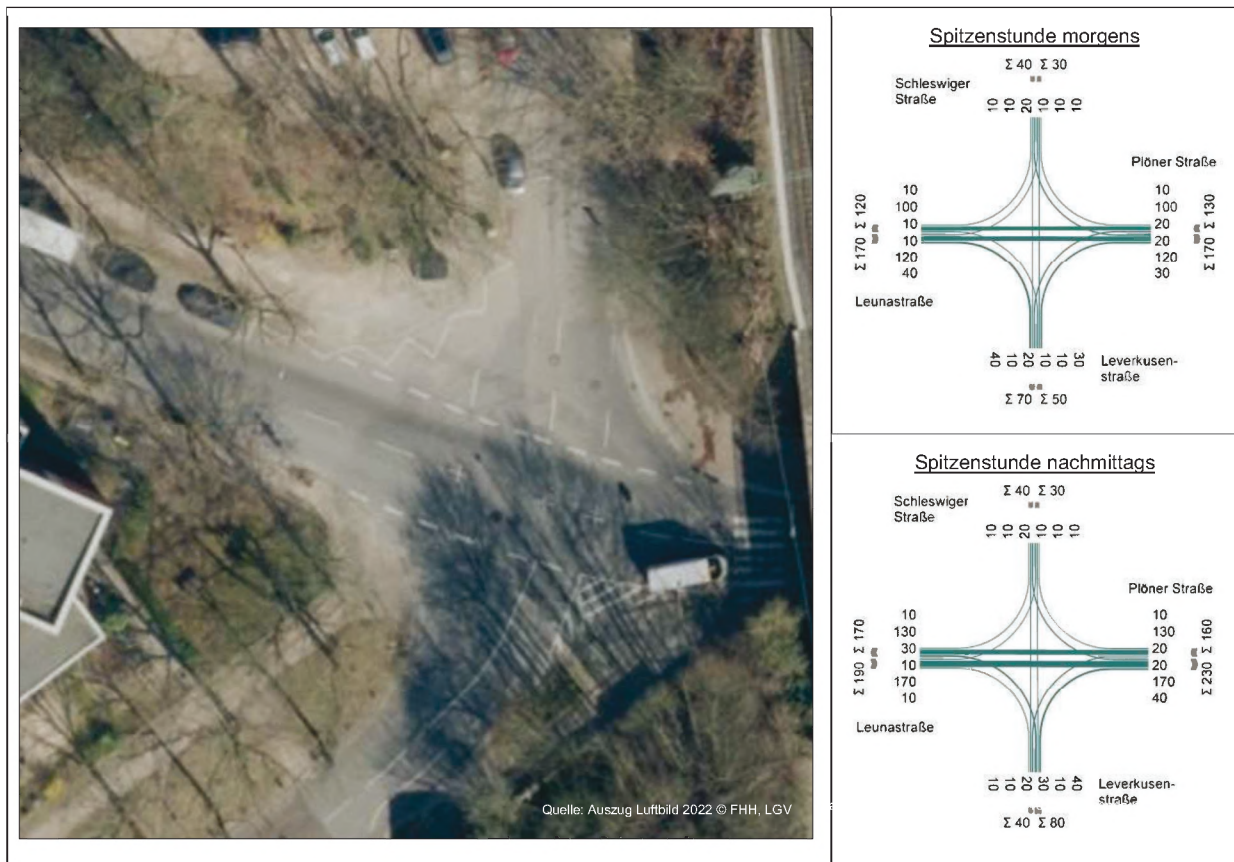 Spitzenstunde morgens
Σ 40 Σ 30
Schleswiger
Straße
10 10 20 10 10 10
Plöner Straße
10
100
10
10
120
40
Σ 120
Σ 170
10
100
20
20
120
30
Σ 130
Σ 170
Leunastraße
40 10 20 10 10 30
Leverkusen-
straße
Σ 70 Σ 50
Spitzenstunde nachmittags
Σ 40 Σ 30
Schleswiger
Straße
10 10 20 10 10 10
Plöner Straße
10
130
30
10
170
10
Σ 170
Σ 190
10
130
20
20
170
40
Σ 160
Σ 230
Leunastraße
10 10 20 30 10 40
Leverkusen-
straße
Σ 40 Σ 80
Quelle: Auszug Luftbild 2022 © FHH, LGV